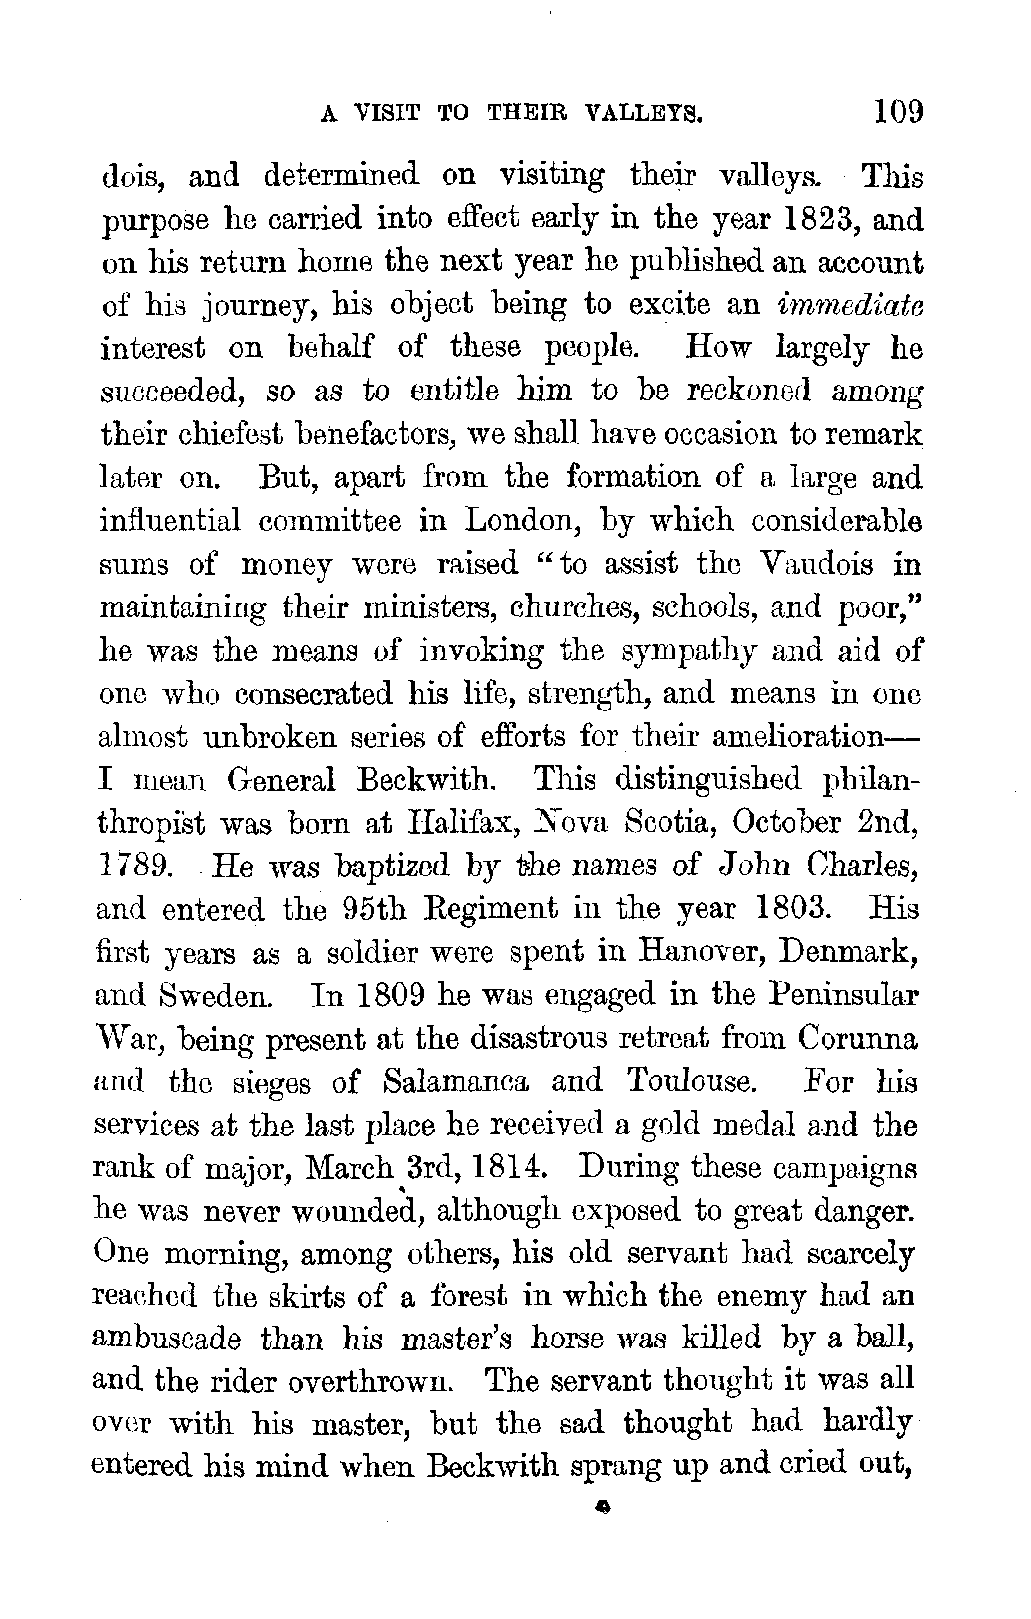 A VISIT TO THEIR VALLEYS. 109
dois, and determined on visiting their valleys. This
purpose he carried into effect early in the year 1823, and
on his return home the next year he published an account
of his journey, his object being to excite an immediate
interest on behalf of these people. How largely he
succeeded, so as to entitle him to be reckoned among
their chiefest benefactors, we shall have occasion to remark
later on. But, apart from the formation of a large and
influential committee in London, by which considerable
sums of money were raised “to assist the Vaudois in
maintaining their ministers, churches, schools, and poor,”
he was the means of invoking the sympathy and aid of
one who consecrated his life, strength, and means in one
almost unbroken series of efforts for their amelioration—
I mean General Beckwith. This distinguished philan-
thropist was born at Halifax, Nova Scotia, October 2nd,
1789. He was baptized by the names of John Charles,
and entered the 95th Regiment in the year 1803. His
first years as a soldier were spent in Hanover, Denmark,
and Sweden. In 1809 he was engaged in the Peninsular
War, being present at the disastrous retreat from Corunna
and the sieges of Salamanca and Toulouse. For his
services at the last place he received a gold medal and the
rank of major, March 3rd, 1814. During these campaigns
he was never wounded, although exposed to great danger.
One morning, among others, his old servant had scarcely
reached the skirts of a forest in which the enemy had an
ambuscade than his master’s horse was killed by a ball,
and the rider overthrown. The servant thought it was all
over with his master, but the sad thought had hardly
entered his mind when Beckwith sprang up and cried out,